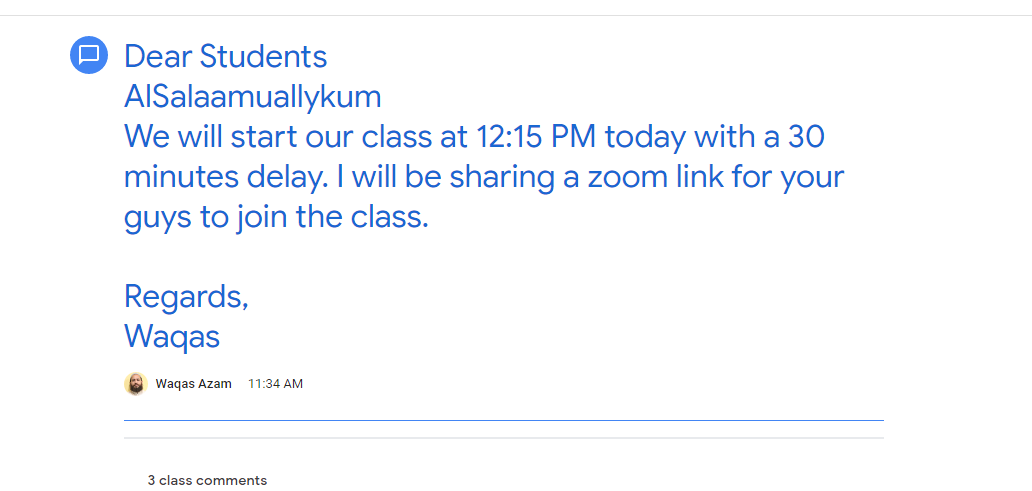 Dear Students
AlSalaamuallykum
We will start our class at 12:15 PM today with a 30
minutes delay. I will be sharing a zoom link for your
guys to join the class.
Regards,
Waqas
Waqas Azam 11:34 AM
3 class comments